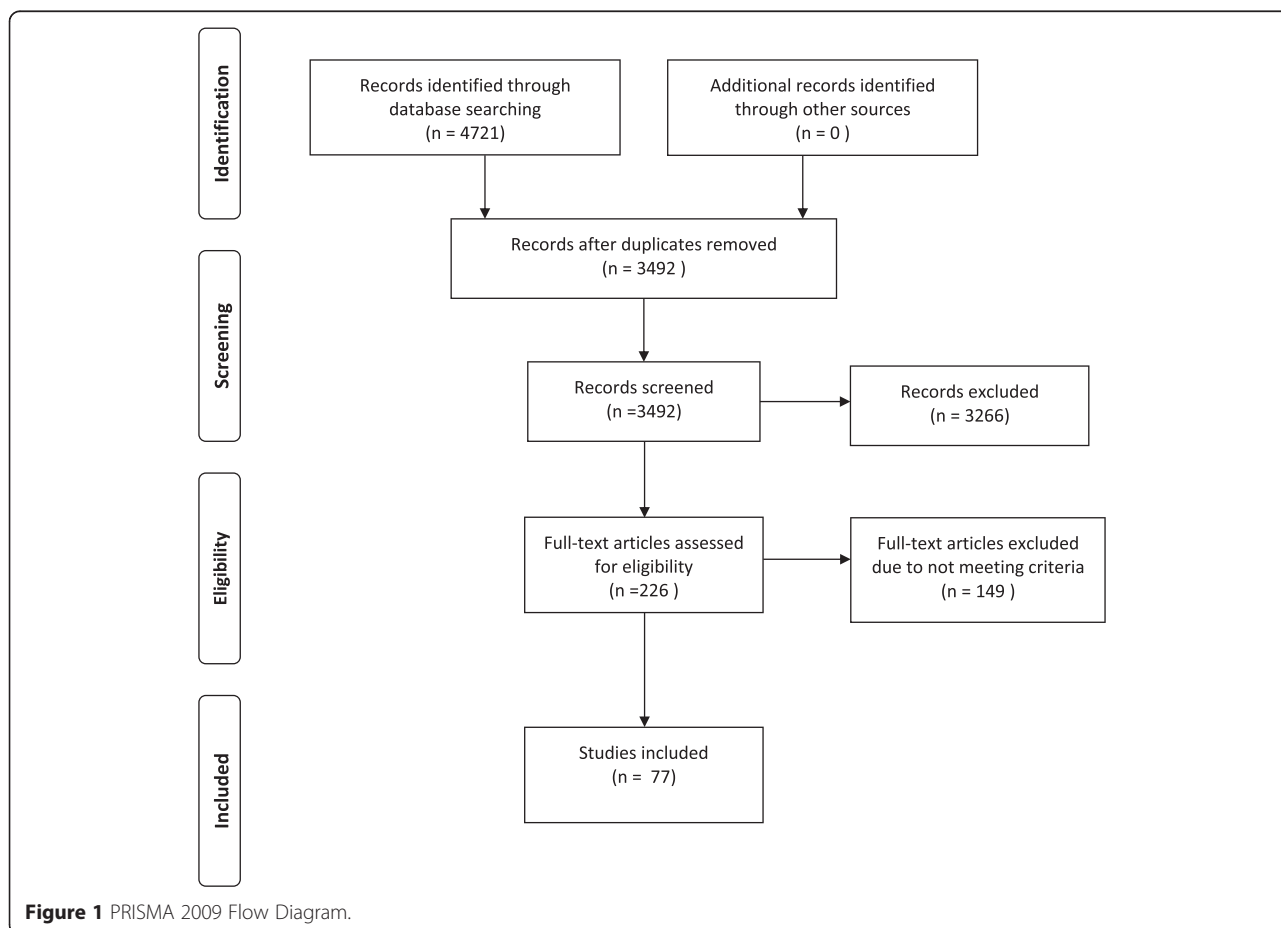 Identification
Records identified through
database searching
(n = 4721)
Additional records identified
through other sources
(n = 0 )
Records after duplicates removed
(n = 3492 )
Screening
Records screened
(n =3492)
Records excluded
(n = 3266)
Eligibility
Full-text articles assessed
for eligibility
(n =226 )
Full-text articles excluded
due to not meeting criteria
(n = 149 )
Included
Studies included
(n =  77)
Figure 1 PRISMA 2009 Flow Diagram.